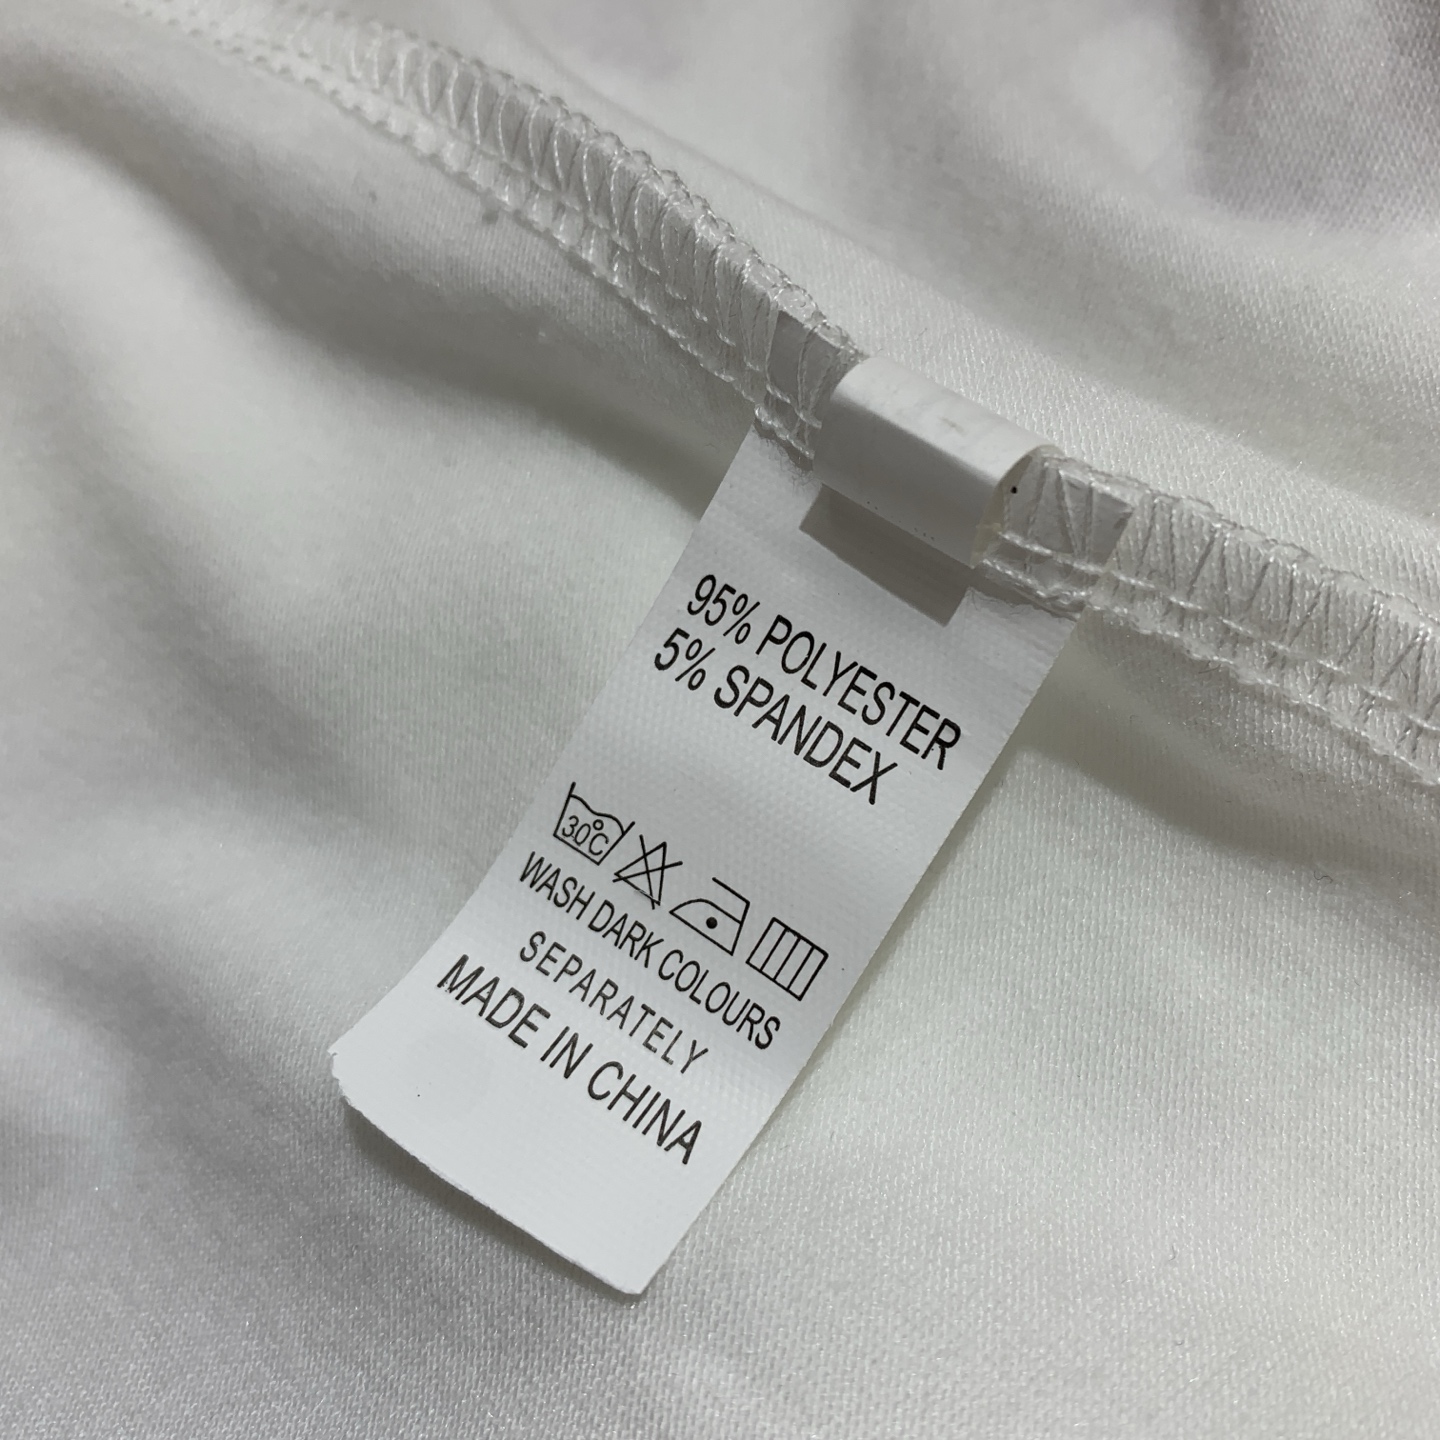 95% POLYESTER
5% SPANDEX
30°C
WASH DARK COLOURS
SEPARATELY
MADE IN CHINA